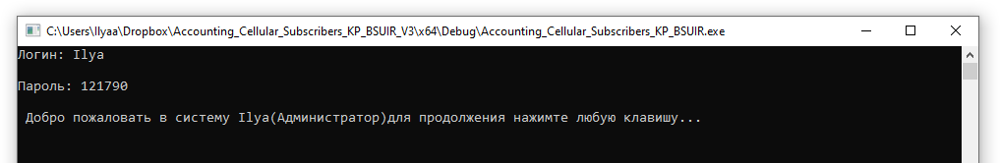 C:\Users\Ilyaa\Dropbox\Accounting_Cellular_Subscribers_KP_BSUIR_V3\x64\Debug\Accounting_Cellular_Subscribers_KP_BSUIR.exe
Логин: Ilya
Пароль: 121790
Добро пожаловать в систему Ilya(Администратор)для продолжения нажимте любую клавишу...